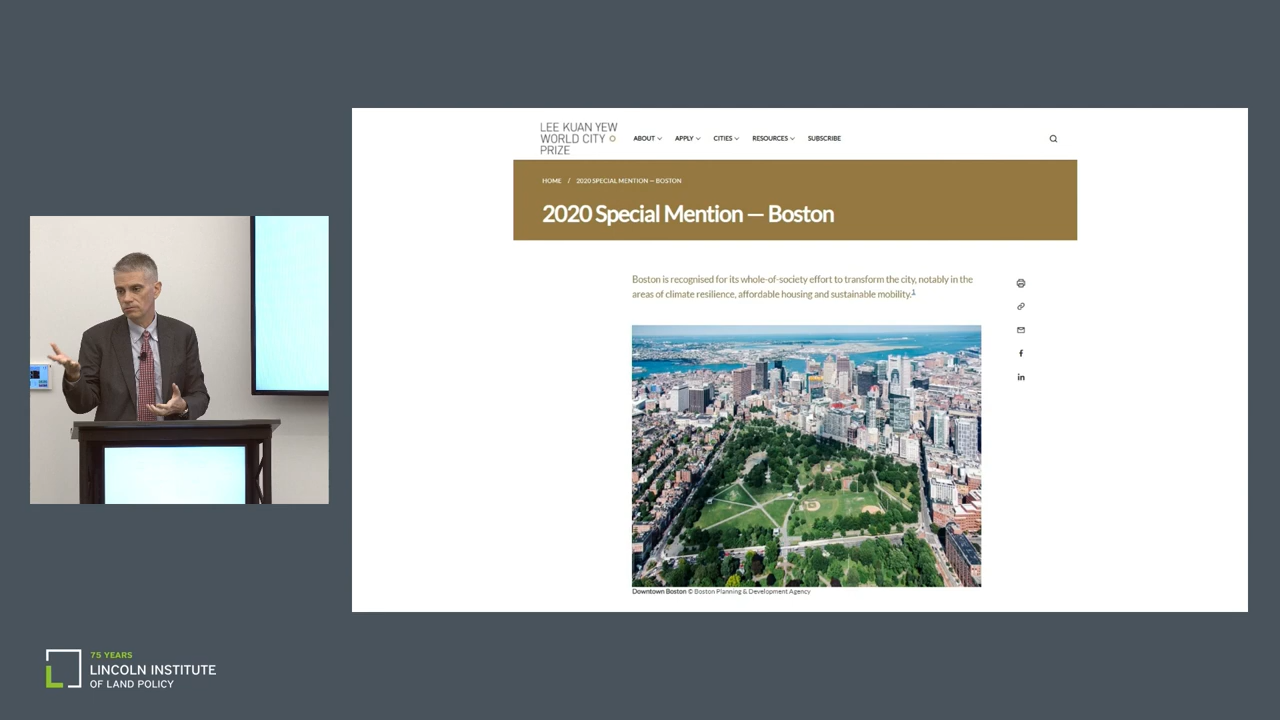 LEE KUAN YEW
WORLD CITY
PRIZE
ABOUT
APPLY
CITIES
RESOURCES
SUBSCRIBE
HOME / 2020 SPECIAL MENTION — BOSTON
2020 Special Mention — Boston
Boston is recognised for its whole-of-society effort to transform the city, notably in the
areas of climate resilience, affordable housing and sustainable mobility.1
Downtown Boston © Boston Planning & Development Agency
75 YEARS
LINCOLN INSTITUTE
OF LAND POLICY